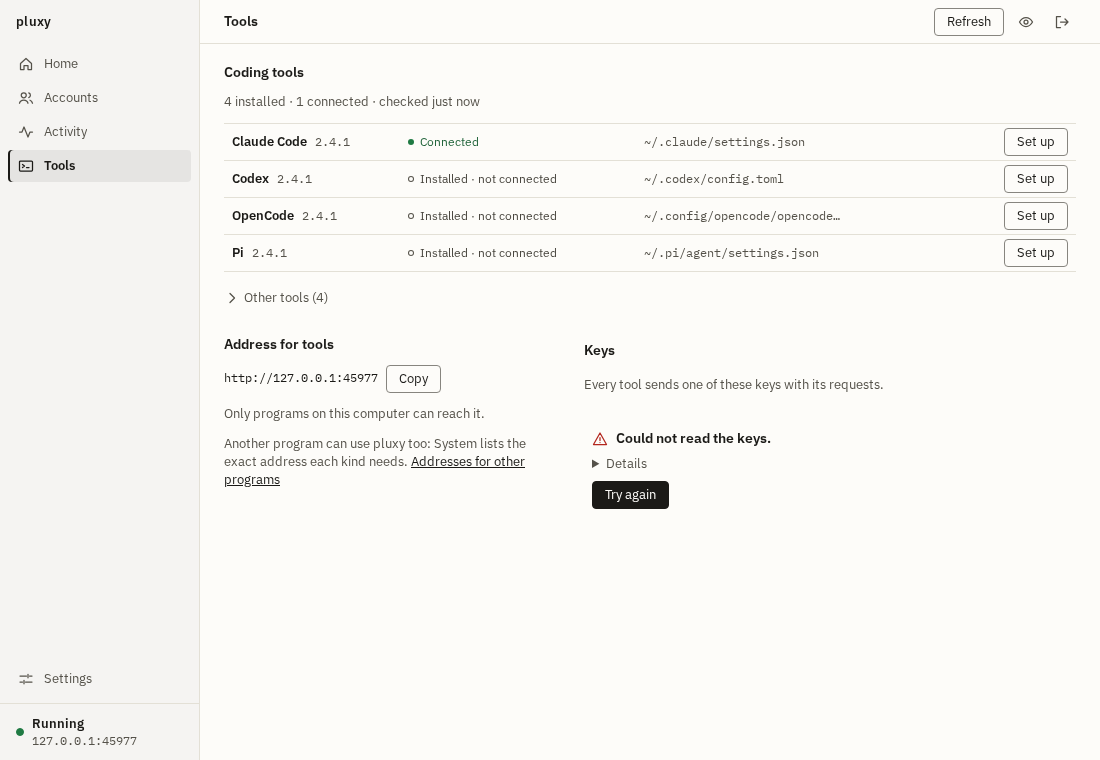 pluxy
Home
Accounts
Activity
Tools
Settings
Running
127.0.0.1:45977
Tools
Refresh
Coding tools
4 installed · 1 connected · checked just now
Claude Code 2.4.1 Connected ~/.claude/settings.json Set up
Codex 2.4.1 Installed · not connected ~/.codex/config.toml Set up
OpenCode 2.4.1 Installed · not connected ~/.config/opencode/opencode… Set up
Pi 2.4.1 Installed · not connected ~/.pi/agent/settings.json Set up
Other tools (4)
Address for tools
http://127.0.0.1:45977 Copy
Only programs on this computer can reach it.
Another program can use pluxy too: System lists the
exact address each kind needs. Addresses for other
programs
Keys
Every tool sends one of these keys with its requests.
Could not read the keys.
Details
Try again